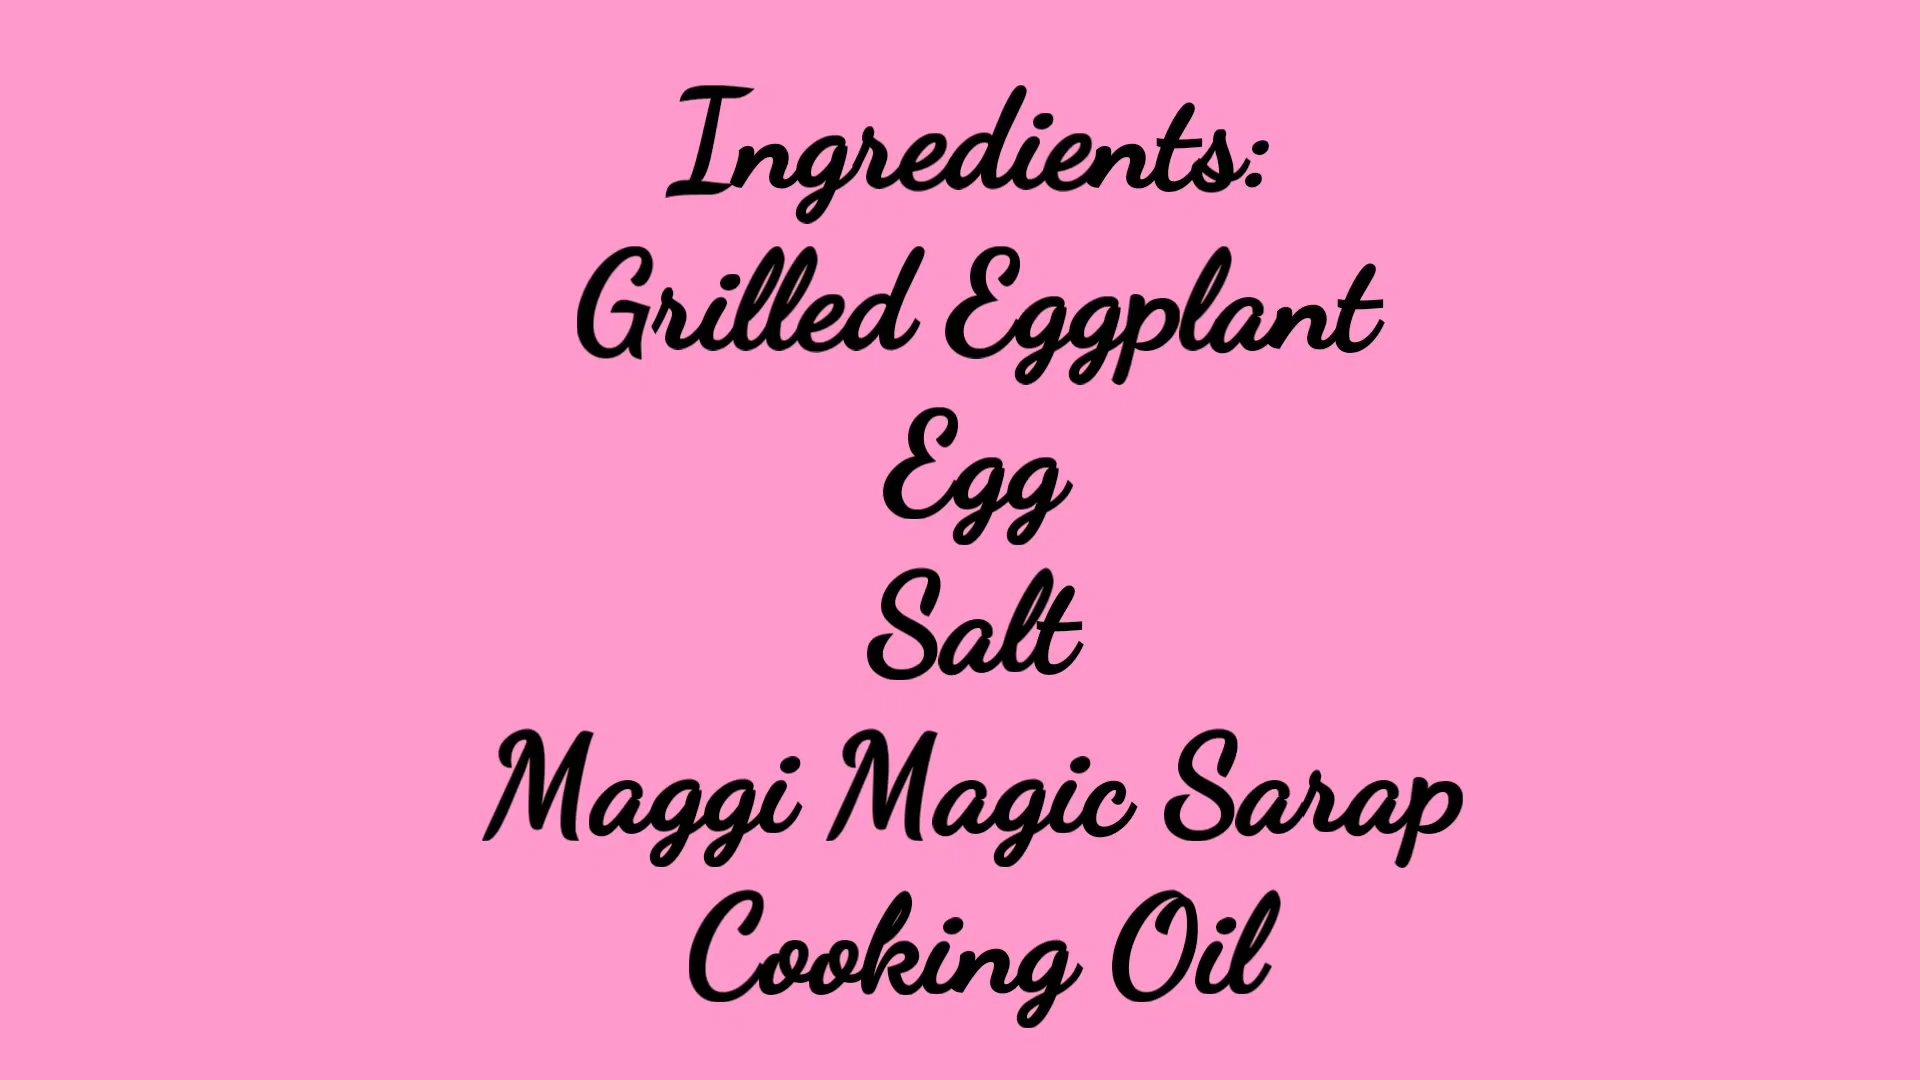 Ingredients:
Grilled Eggplant
Egg
Salt
Maggi Magic Sarap
Cooking Oil